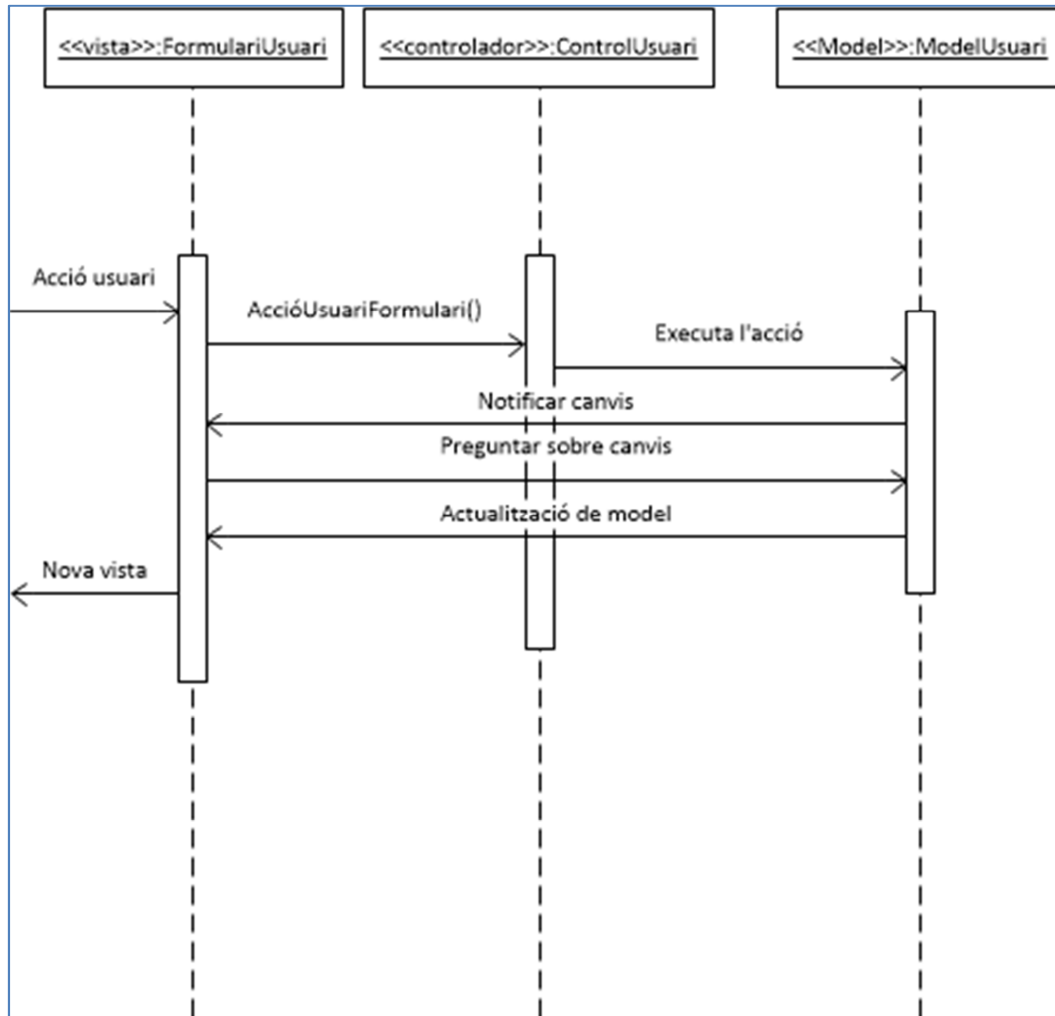 <<vista>>:FormulariUsuari
<<controlador>>:ControlUsuari
<<Model>>:ModelUsuari
Acció usuari
AccióUsuariFormulari()
Executa l'acció
Notificar canvis
Preguntar sobre canvis
Actualització de model
Nova vista